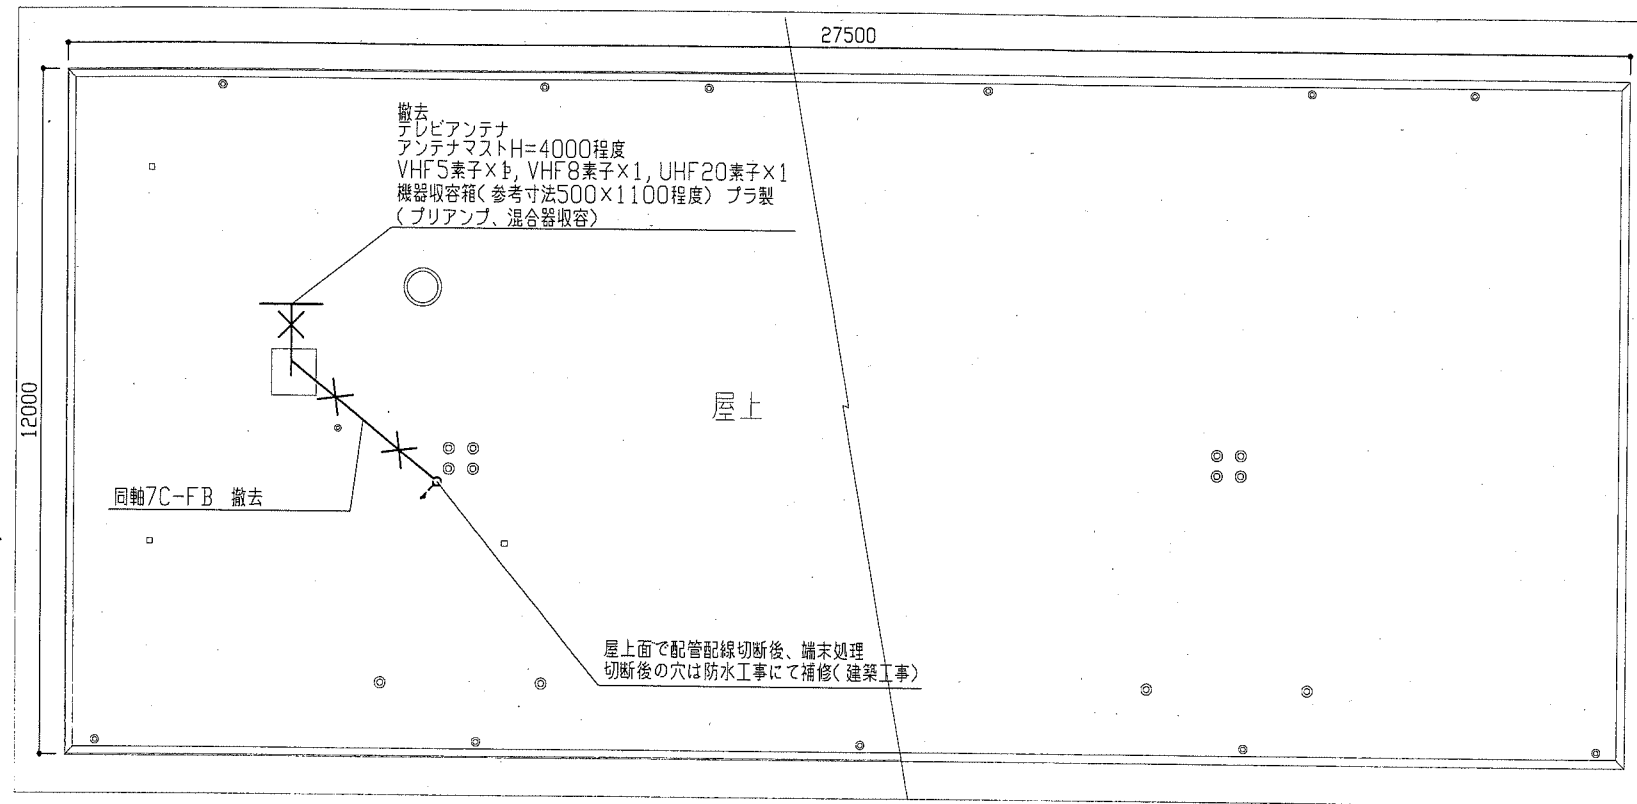 27500
撤去
テレビアンテナ
アンテナマストH=4000程度
VHF5素子×1, VHF8素子×1, UHF20素子×1
機器収容箱(参考寸法500×1100程度) プラ製
(プリアンプ、混合器収容)
12000
屋上
同軸7C-FB 撤去
屋上面で配管配線切断後、端末処理
切断後の穴は防水工事にて補修(建築工事)